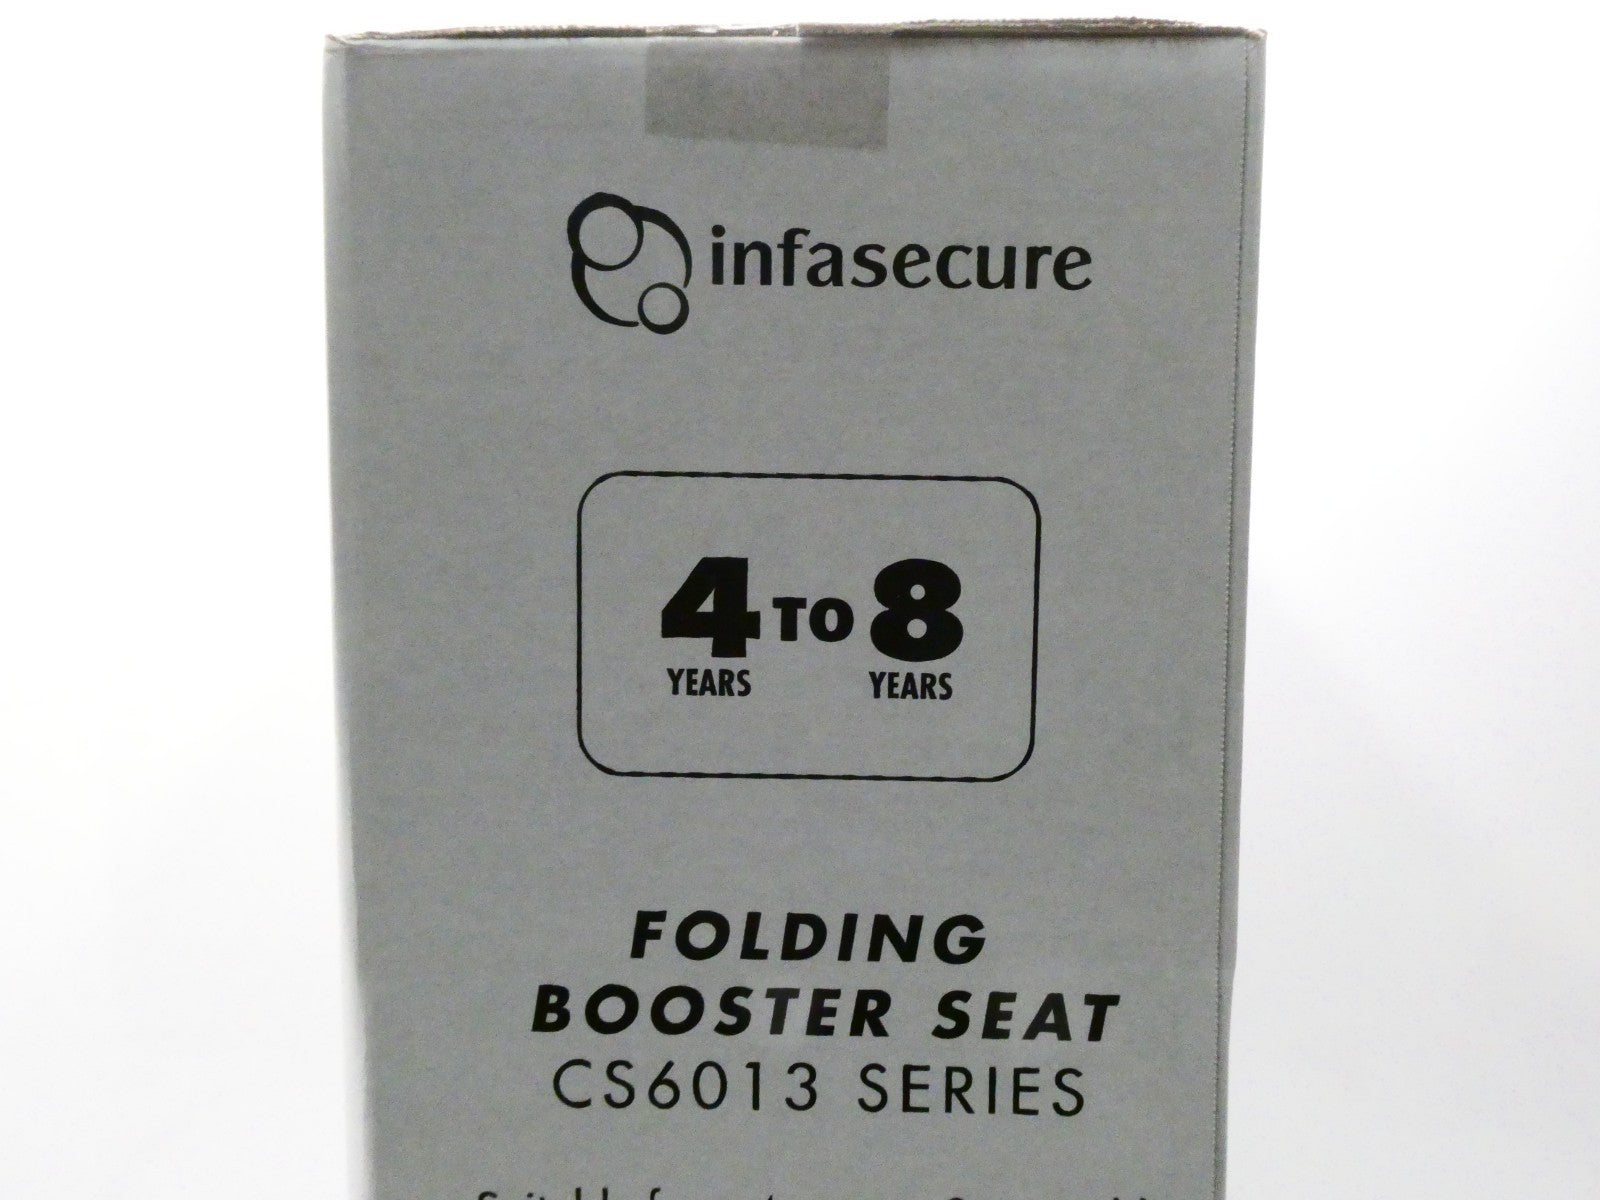 infasecure
4 TO 8
YEARS YEARS
FOLDING
BOOSTER SEAT
CS6013 SERIES